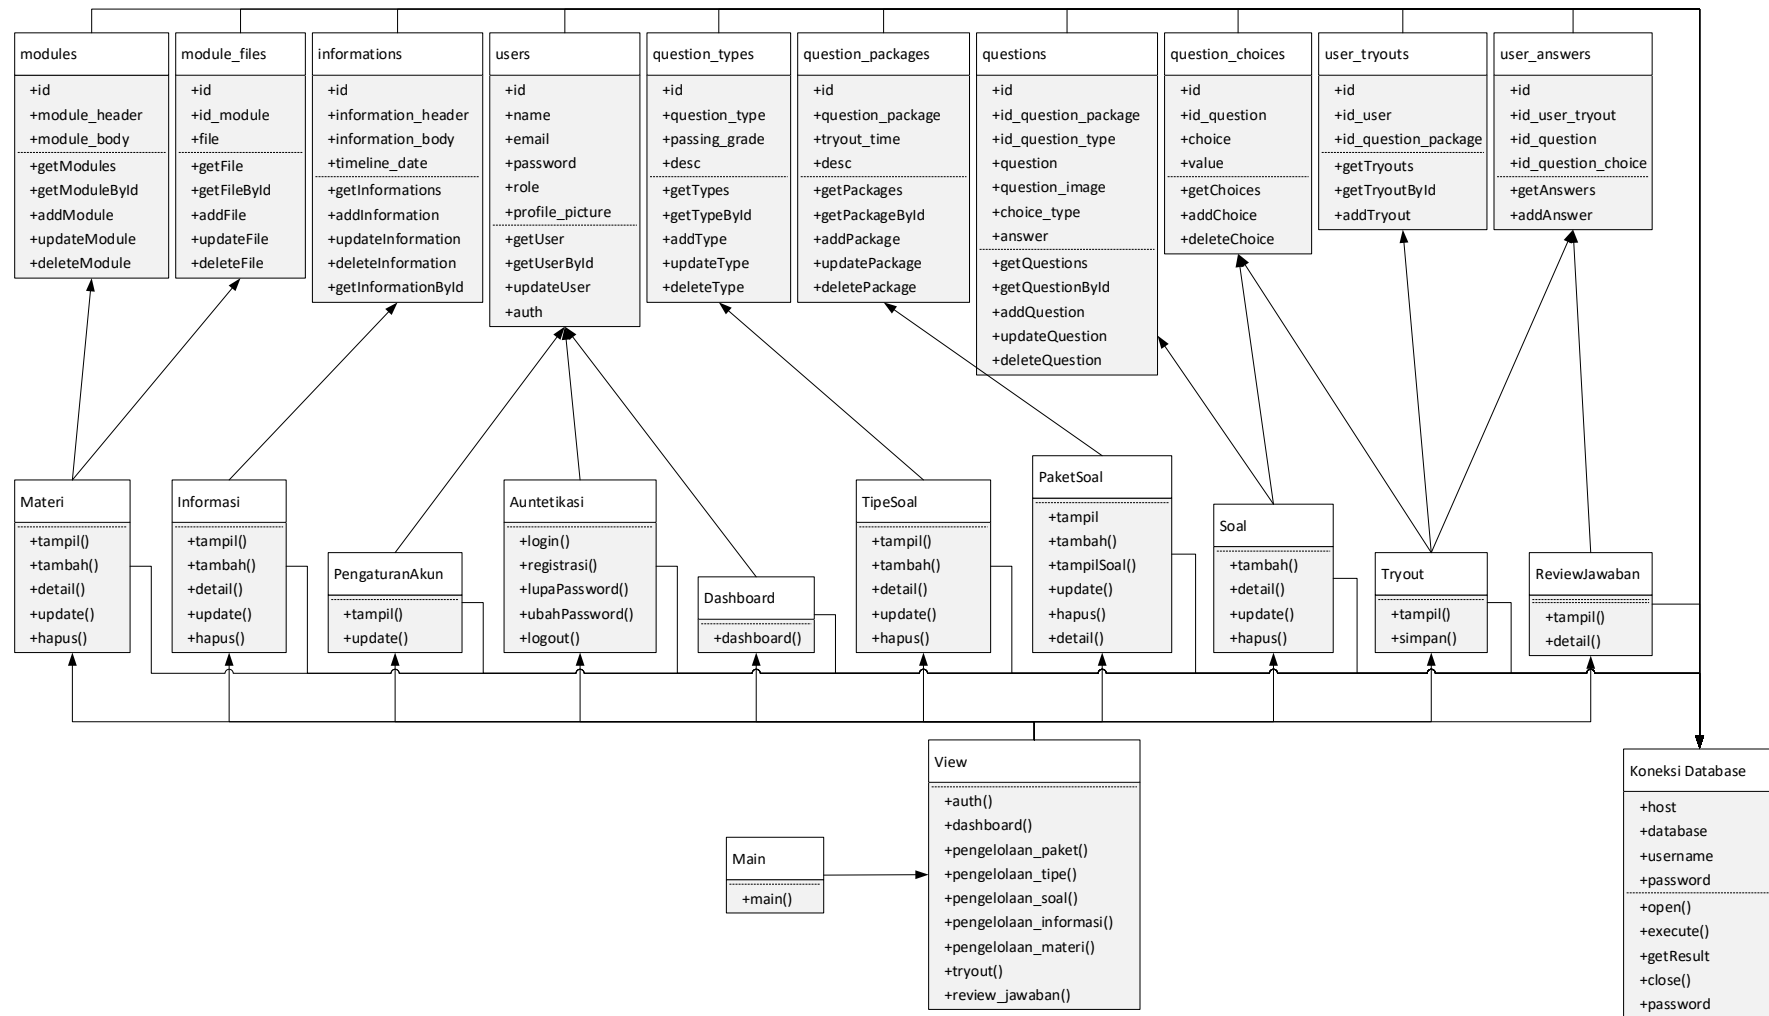 modules
+id
+module_header
+module_body
+getModules
+getModuleById
+addModule
+updateModule
+deleteModule
module_files
+id
+id_module
+file
+getFile
+getFileById
+addFile
+updateFile
+deleteFile
informations
+id
+information_header
+information_body
+timeline_date
+getInformations
+addInformation
+updateInformation
+deleteInformation
+getInformationById
users
+id
+name
+email
+password
+role
+profile_picture
+getUser
+getUserById
+updateUser
+auth
question_types
+id
+question_type
+passing_grade
+desc
+getTypes
+getTypeById
+addType
+updateType
+deleteType
question_packages
+id
+question_package
+tryout_time
+desc
+getPackages
+getPackageById
+addPackage
+updatePackage
+deletePackage
questions
+id
+id_question_package
+id_question_type
+question
+question_image
+choice_type
+answer
+getQuestions
+getQuestionById
+addQuestion
+updateQuestion
+deleteQuestion
question_choices
+id
+id_question
+choice
+value
+getChoices
+addChoice
+deleteChoice
user_tryouts
+id
+id_user
+id_question_package
+getTryouts
+getTryoutById
+addTryout
user_answers
+id
+id_user_tryout
+id_question
+id_question_choice
+getAnswers
+addAnswer
Materi
+tampil()
+tambah()
+detail()
+update()
+hapus()
Informasi
+tampil()
+tambah()
+detail()
+update()
+hapus()
PengaturanAkun
+tampil()
+update()
Auntetikasi
+login()
+registrasi()
+lupaPassword()
+ubahPassword()
+logout()
Dashboard
+dashboard()
TipeSoal
+tampil()
+tambah()
+detail()
+update()
+hapus()
PaketSoal
+tampil
+tambah()
+tampilSoal()
+update()
+hapus()
+detail()
Soal
+tambah()
+detail()
+update()
+hapus()
Tryout
+tampil()
+simpan()
ReviewJawaban
+tampil()
+detail()
Main
+main()
View
+auth()
+dashboard()
+pengelolaan_paket()
+pengelolaan_tipe()
+pengelolaan_soal()
+pengelolaan_informasi()
+pengelolaan_materi()
+tryout()
+review_jawaban()
Koneksi Database
+host
+database
+username
+password
+open()
+execute()
+getResult
+close()
+password